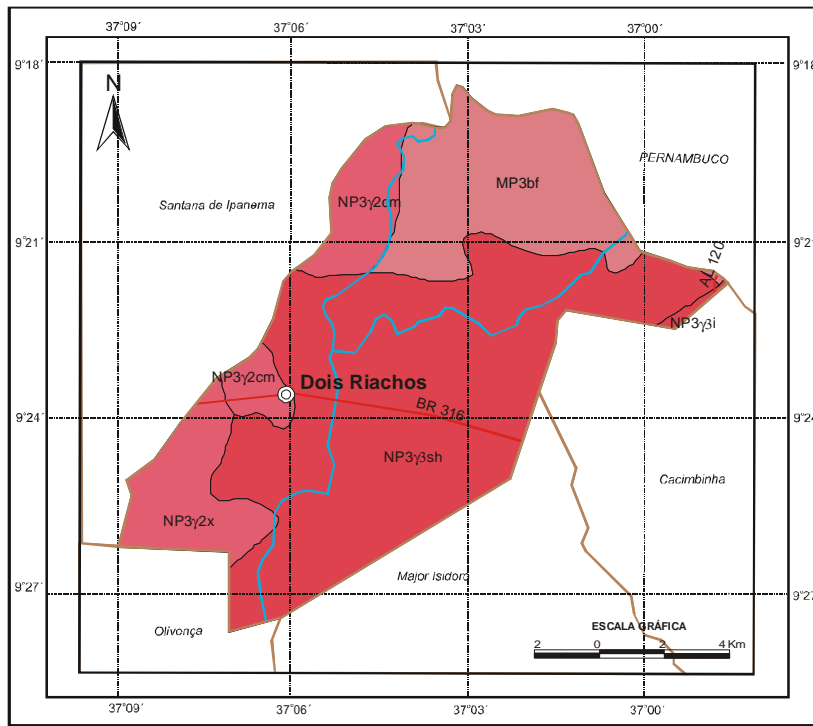 37°09´ 37°06´ 37°03´ 37°00´
9°18´ 9°18
N
PERNAMBUCO
MP3bf
NP3γ2cm
Santana de Ipanema
9°21´ 9°21
AL 120
NP3γ3i
NP3γ2cm
Dois Riachos
BR 316
9°24´ 9°24
NP3γ3sh
Cacimbinha
NP3γ2x
Major Isidoro
9°27´ 9°27
Olivonça
ESCALA GRÁFICA
2 0 2 4 Km
37°09´ 37°06´ 37°03´ 37°00´